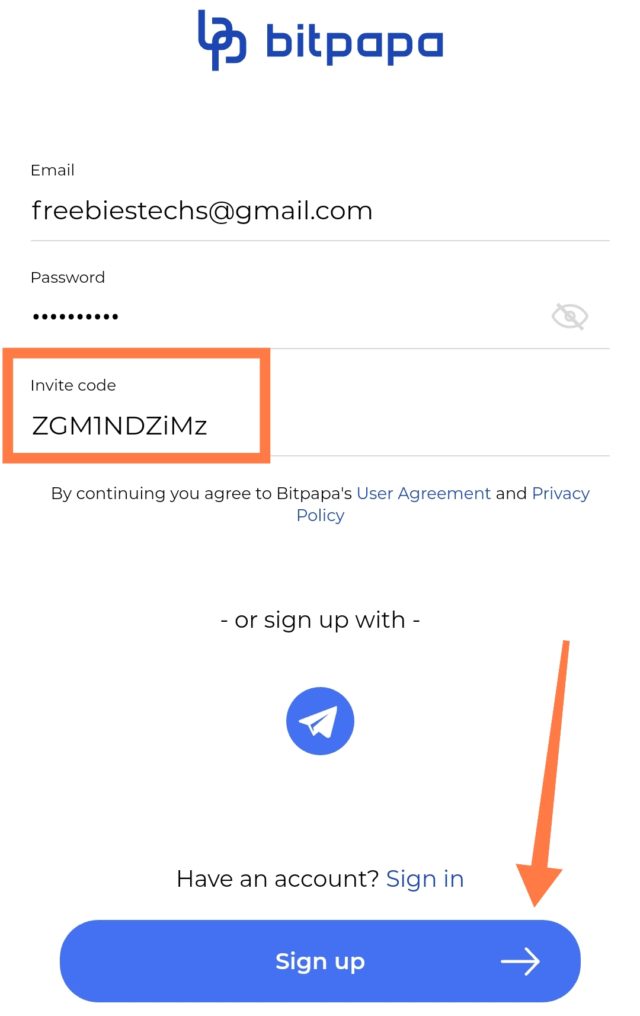 bitpapa
Email
freebiestechs@gmail.com
Password
••••••••••
Invite code
ZGM1NDZiMz
By continuing you agree to Bitpapa's User Agreement and Privacy
Policy
- or sign up with -
Have an account? Sign in
Sign up